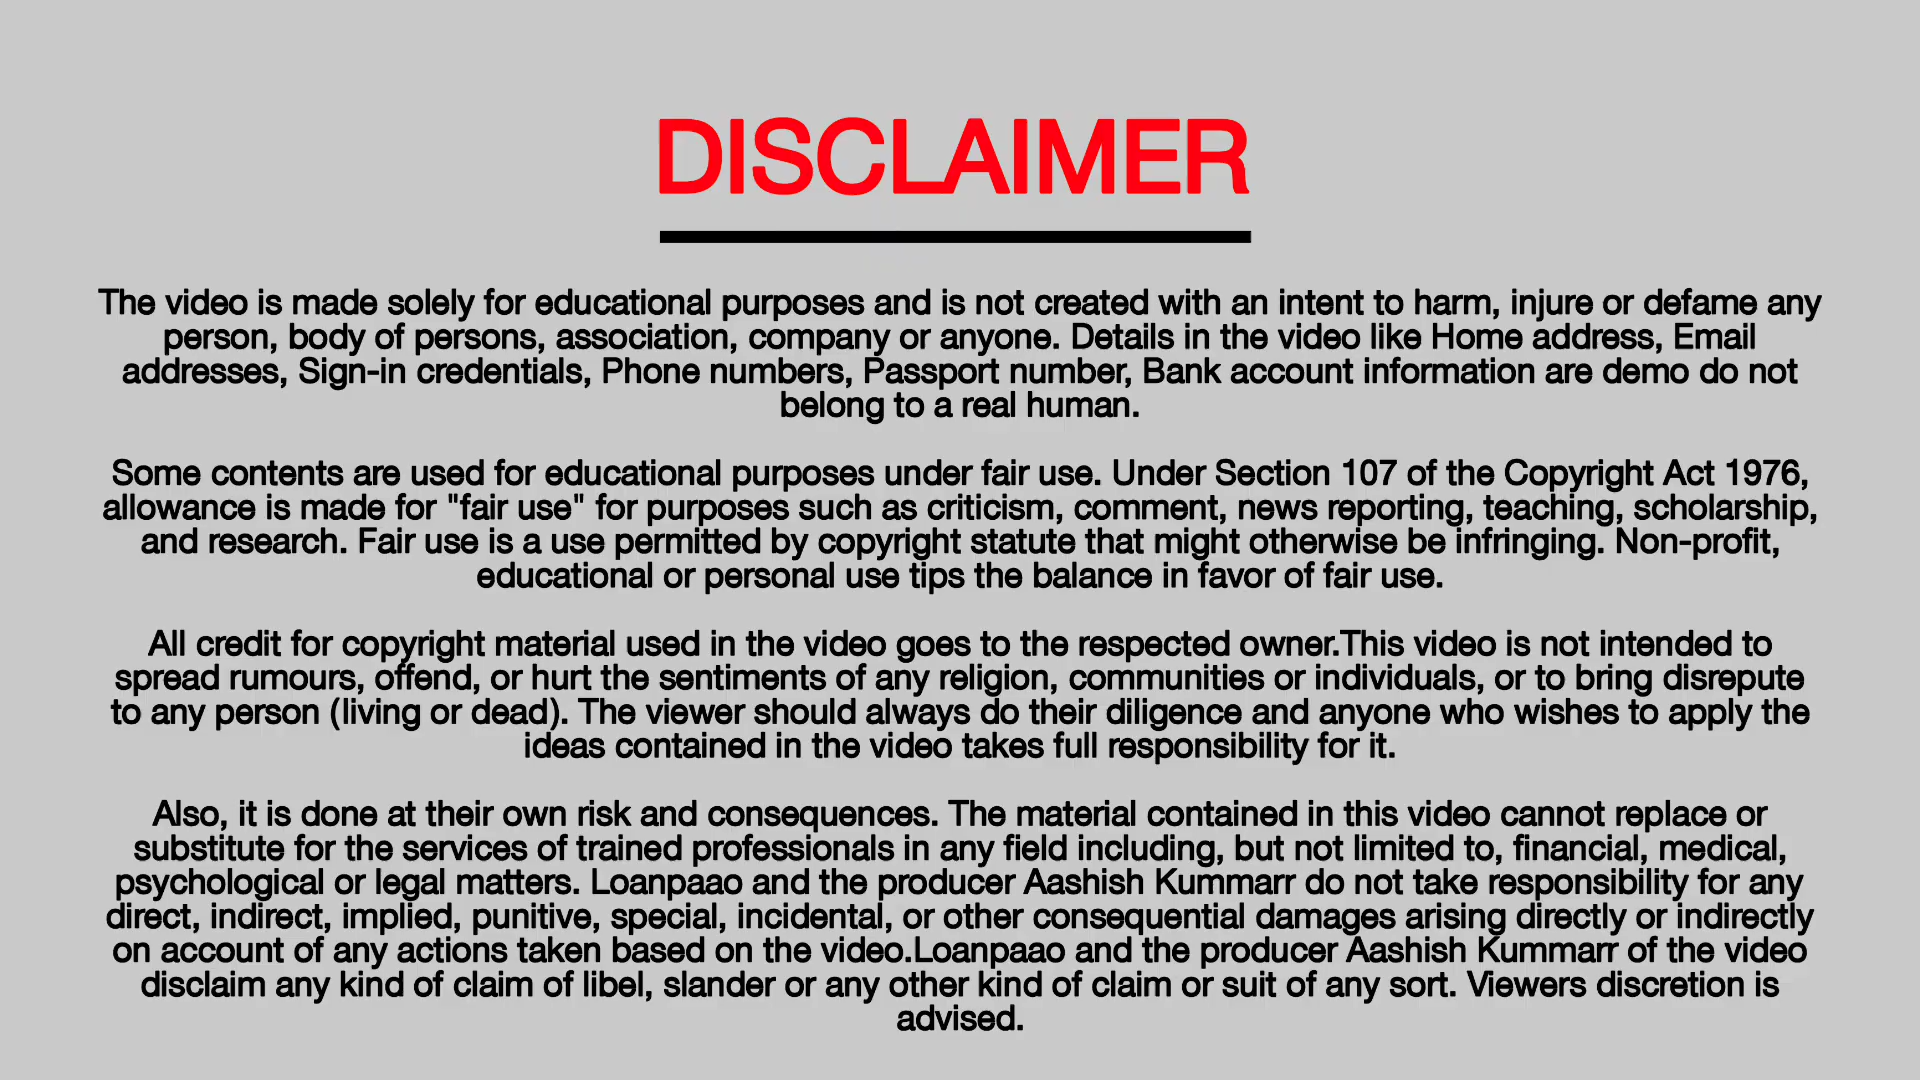 DISCLAIMER
The video is made solely for educational purposes and is not created with an intent to harm, injure or defame any
person, body of persons, association, company or anyone. Details in the video like Home address, Email
addresses, Sign-in credentials, Phone numbers, Passport number, Bank account information are demo do not
belong to a real human.
Some contents are used for educational purposes under fair use. Under Section 107 of the Copyright Act 1976,
allowance is made for "fair use" for purposes such as criticism, comment, news reporting, teaching, scholarship,
and research. Fair use is a use permitted by copyright statute that might otherwise be infringing. Non-profit,
educational or personal use tips the balance in favor of fair use.
All credit for copyright material used in the video goes to the respected owner.This video is not intended to
spread rumours, offend, or hurt the sentiments of any religion, communities or individuals, or to bring disrepute
to any person (living or dead). The viewer should always do their diligence and anyone who wishes to apply the
ideas contained in the video takes full responsibility for it.
Also, it is done at their own risk and consequences. The material contained in this video cannot replace or
substitute for the services of trained professionals in any field including, but not limited to, financial, medical,
psychological or legal matters. Loanpaao and the producer Aashish Kummarr do not take responsibility for any
direct, indirect, implied, punitive, special, incidental, or other consequential damages arising directly or indirectly
on account of any actions taken based on the video.Loanpaao and the producer Aashish Kummarr of the video
disclaim any kind of claim of libel, slander or any other kind of claim or suit of any sort. Viewers discretion is
advised.